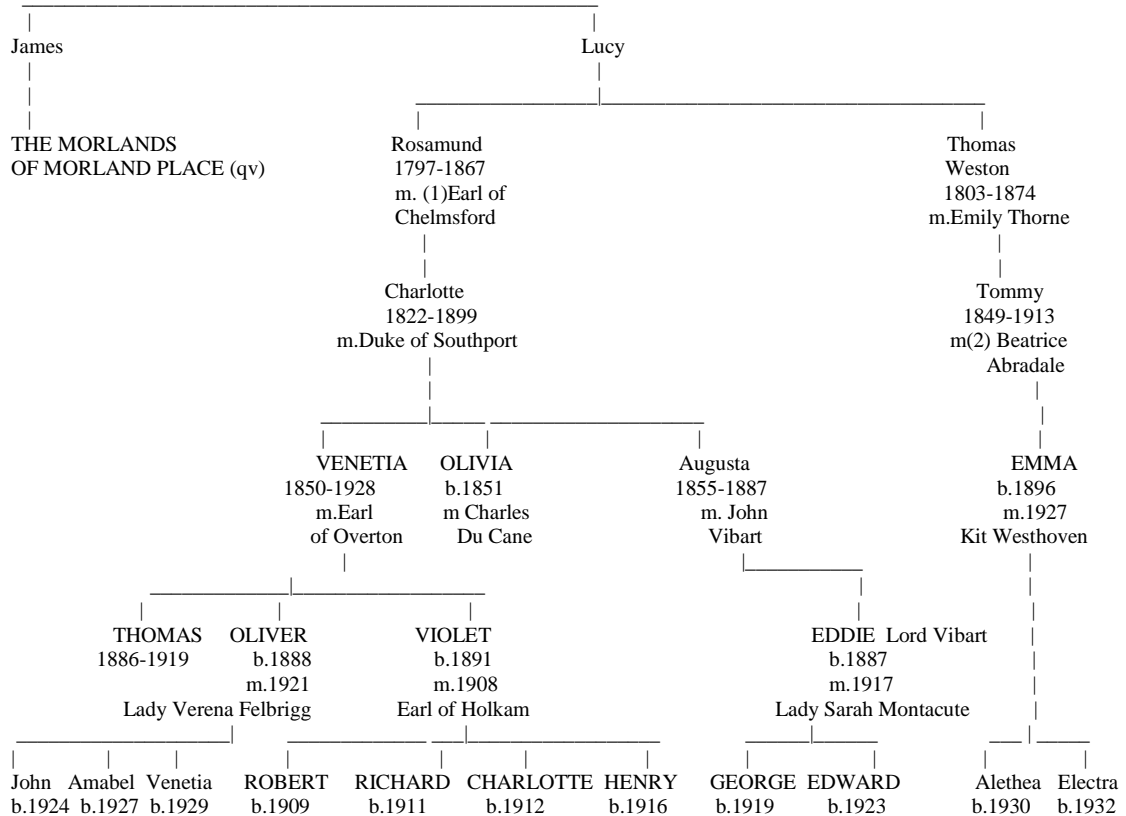 James Lucy
THE MORLANDS Rosamund Thomas
OF MORLAND PLACE (qv) 1797-1867 Weston
m. (1)Earl of 1803-1874
Chelmsford m.Emily Thorne
Charlotte Tommy
1822-1899 1849-1913
m.Duke of Southport m(2) Beatrice
Abradale
VENETIA OLIVIA Augusta EMMA
1850-1928 b.1851 1855-1887 b.1896
m.Earl m Charles m. John m.1927
of Overton Du Cane Vibart Kit Westhoven
THOMAS OLIVER VIOLET EDDIE Lord Vibart
1886-1919 b.1888 b.1891 b.1887
m.1921 m.1908 m.1917
Lady Verena Felbrigg Earl of Holkam Lady Sarah Montacute
John Amabel Venetia ROBERT RICHARD CHARLOTTE HENRY GEORGE EDWARD Alethea Electra
b.1924 b.1927 b.1929 b.1909 b.1911 b.1912 b.1916 b.1919 b.1923 b.1930 b.1932